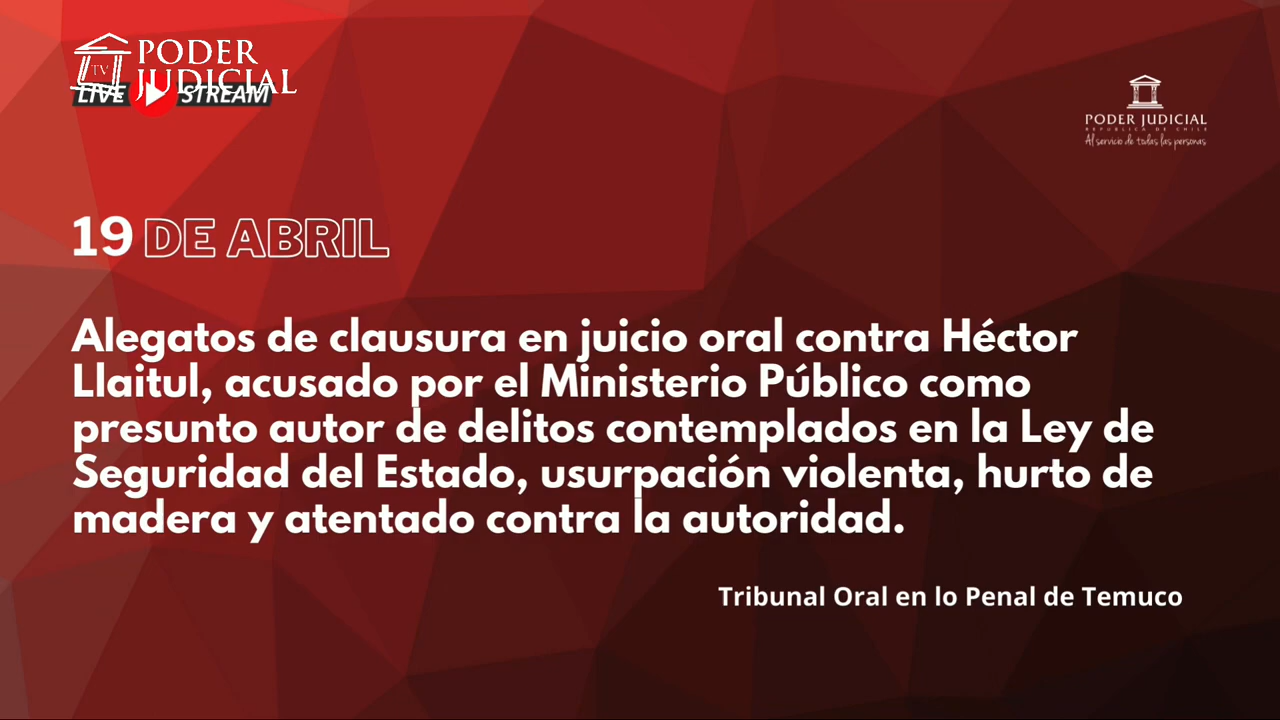 TV
PODER
JUDICIAL
LIVE STREAM
PODER JUDICIAL
REPÚBLICA DE CHILE
Al servicio de todas las personas
19 DE ABRIL
Alegatos de clausura en juicio oral contra Héctor
Llaitul, acusado por el Ministerio Público como
presunto autor de delitos contemplados en la Ley de
Seguridad del Estado, usurpación violenta, hurto de
madera y atentado contra la autoridad.
Tribunal Oral en lo Penal de Temuco